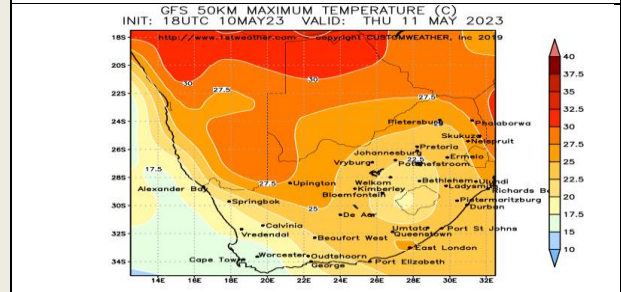 GFS 50KM MAXIMUM TEMPERATURE (C)
INIT: 18UTC 10MAY23 VALID: THU 11 MAY 2023
http://www.1stweather.com copyright CUSTOMWEATHER, Inc 2019
18S
20S
22S
24S
26S
28S
30S
32S
34S
14E 16E 18E 20E 22E 24E 26E 28E 30E 32E
30
30
27.5
27.5
27.5
25
22.5
17.5
Pietersburg
Phalaborwa
Skukuza
Nelspruit
Pretoria
Johannesburg
Ermelo
Vryburg
Potchefstroom
Alexander Bay
Upington
Welkom
Kimberley
Bethlehem
Ulundi
Ladysmith
Bloemfontein
Richards Ba
Pietermaritzburg
Springbok
De Aar
Durban
Calvinia
Vredendal
Beaufort West
Umtata
Port St Johns
Queenstown
East London
Cape Town
Worcester
Oudtshoorn
George
Port Elizabeth
40
37.5
35
32.5
30
27.5
25
22.5
20
17.5
15
10